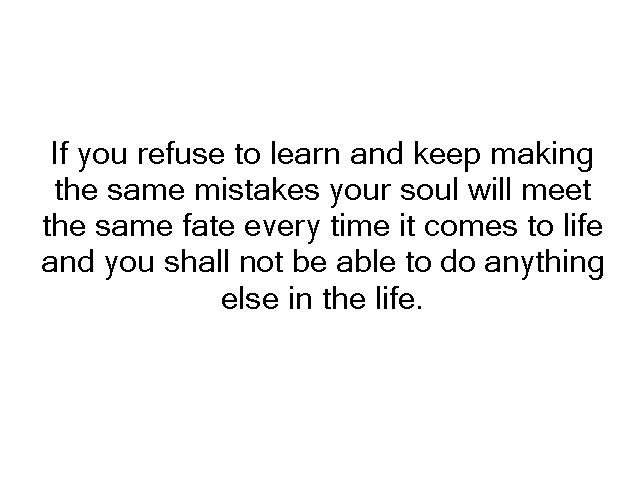 If you refuse to learn and keep making
the same mistakes your soul will meet
the same fate every time it comes to life
and you shall not be able to do anything
else in the life.